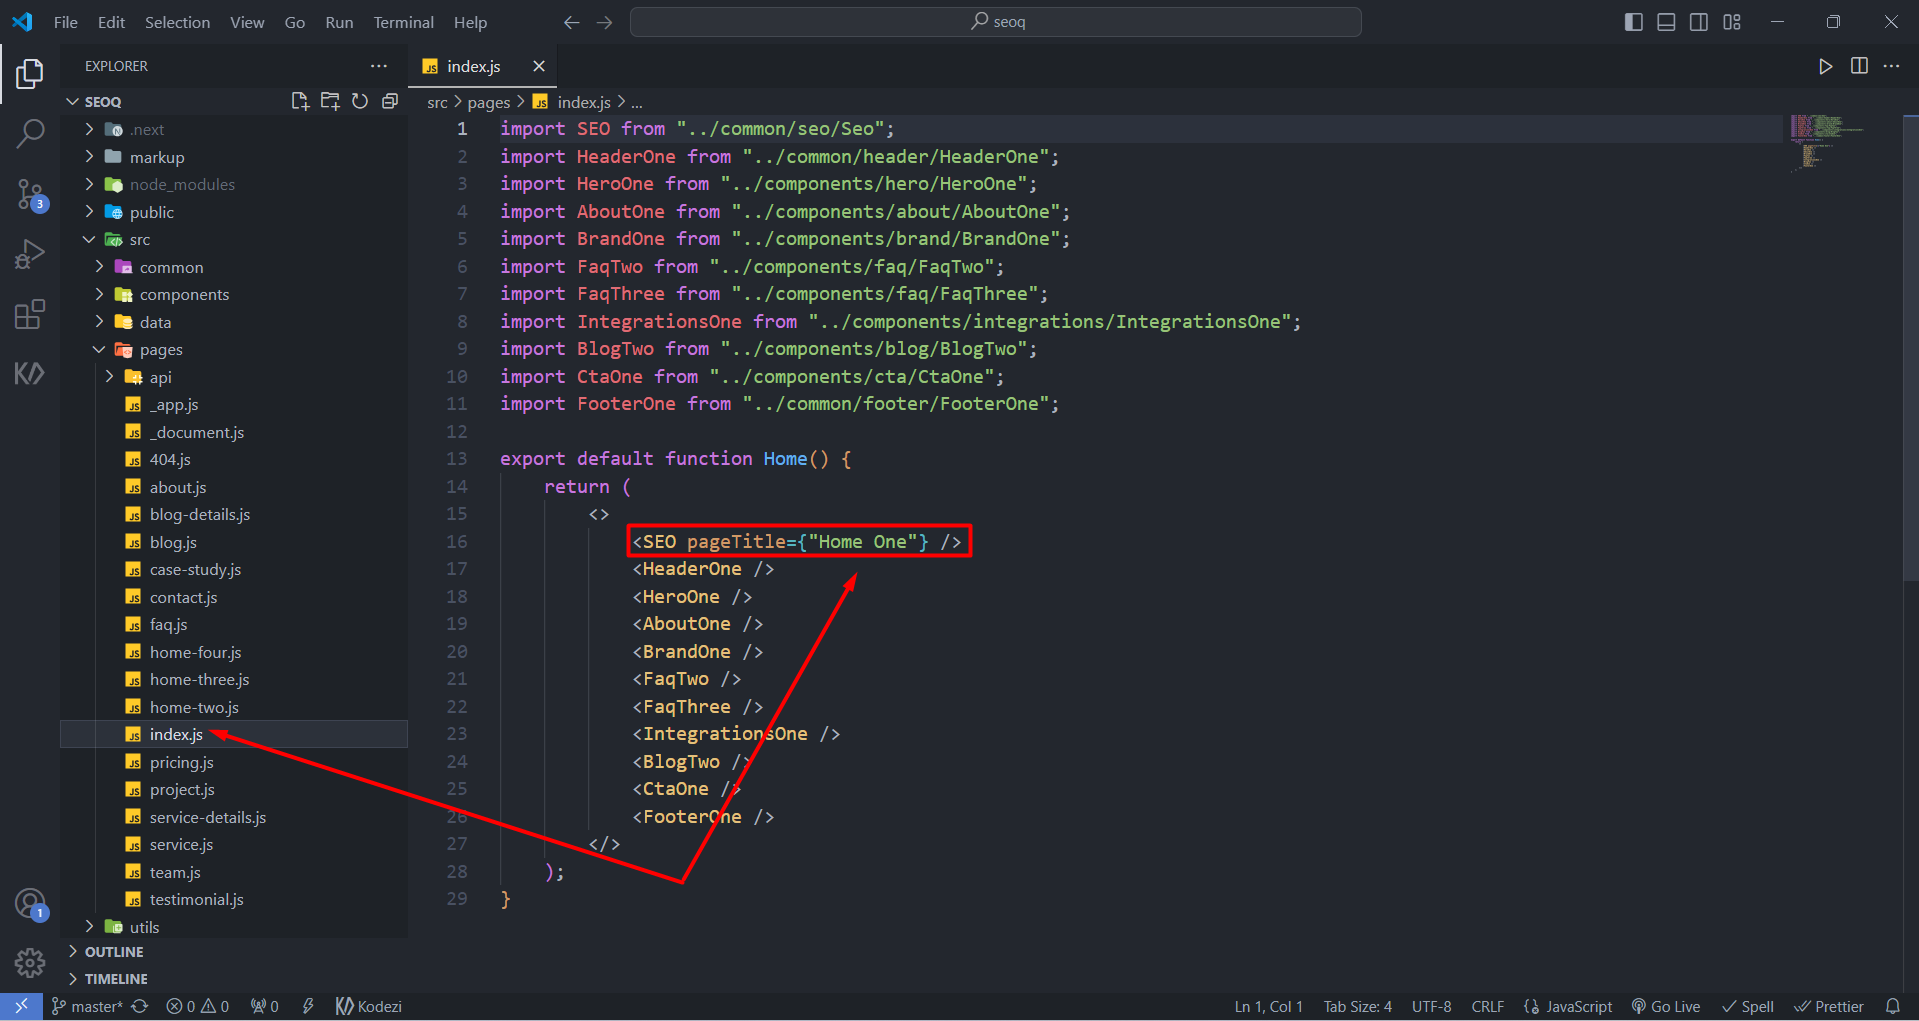 File Edit Selection View Go Run Terminal Help
seoq
EXPLORER
index.js
SEOQ
src > pages > index.js > ...
.next
markup
node_modules
public
src
common
components
data
pages
api
_app.js
_document.js
404.js
about.js
blog-details.js
blog.js
case-study.js
contact.js
faq.js
home-four.js
home-three.js
home-two.js
index.js
pricing.js
project.js
service-details.js
service.js
team.js
testimonial.js
utils
OUTLINE
TIMELINE
3
1
1 import SEO from "../common/seo/Seo";
2 import HeaderOne from "../common/header/HeaderOne";
3 import HeroOne from "../components/hero/HeroOne";
4 import AboutOne from "../components/about/AboutOne";
5 import BrandOne from "../components/brand/BrandOne";
6 import FaqTwo from "../components/faq/FaqTwo";
7 import FaqThree from "../components/faq/FaqThree";
8 import IntegrationsOne from "../components/integrations/IntegrationsOne";
9 import BlogTwo from "../components/blog/BlogTwo";
10 import CtaOne from "../components/cta/CtaOne";
11 import FooterOne from "../common/footer/FooterOne";
12
13 export default function Home() {
14 return (
15 <>
16 <SEO pageTitle={"Home One"} />
17 <HeaderOne />
18 <HeroOne />
19 <AboutOne />
20 <BrandOne />
21 <FaqTwo />
22 <FaqThree />
23 <IntegrationsOne />
24 <BlogTwo />
25 <CtaOne />
26 <FooterOne />
27 </>
28 );
29 }
master* 0 0 0 Kodezi Ln 1, Col 1 Tab Size: 4 UTF-8 CRLF JavaScript Go Live Spell Prettier